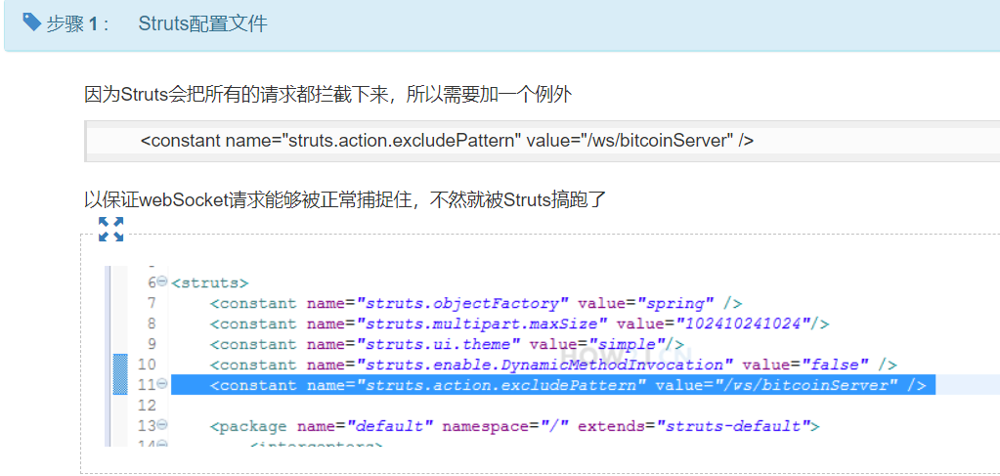 步骤 1 : Struts配置文件
因为Struts会把所有的请求都拦截下来，所以需要加一个例外
<constant name="struts.action.excludePattern" value="/ws/bitcoinServer" />
以保证webSocket请求能够被正常捕捉住，不然就被Struts搞跑了
6 <struts>
7 <constant name="struts.objectFactory" value="spring" />
8 <constant name="struts.multipart.maxSize" value="102410241024"/>
9 <constant name="struts.ui.theme" value="simple"/>
10 <constant name="struts.enable.DynamicMethodInvocation" value="false" />
11 <constant name="struts.action.excludePattern" value="/ws/bitcoinServer" />
12
13 <package name="default" namespace="/" extends="struts-default">
14 <interceptors>